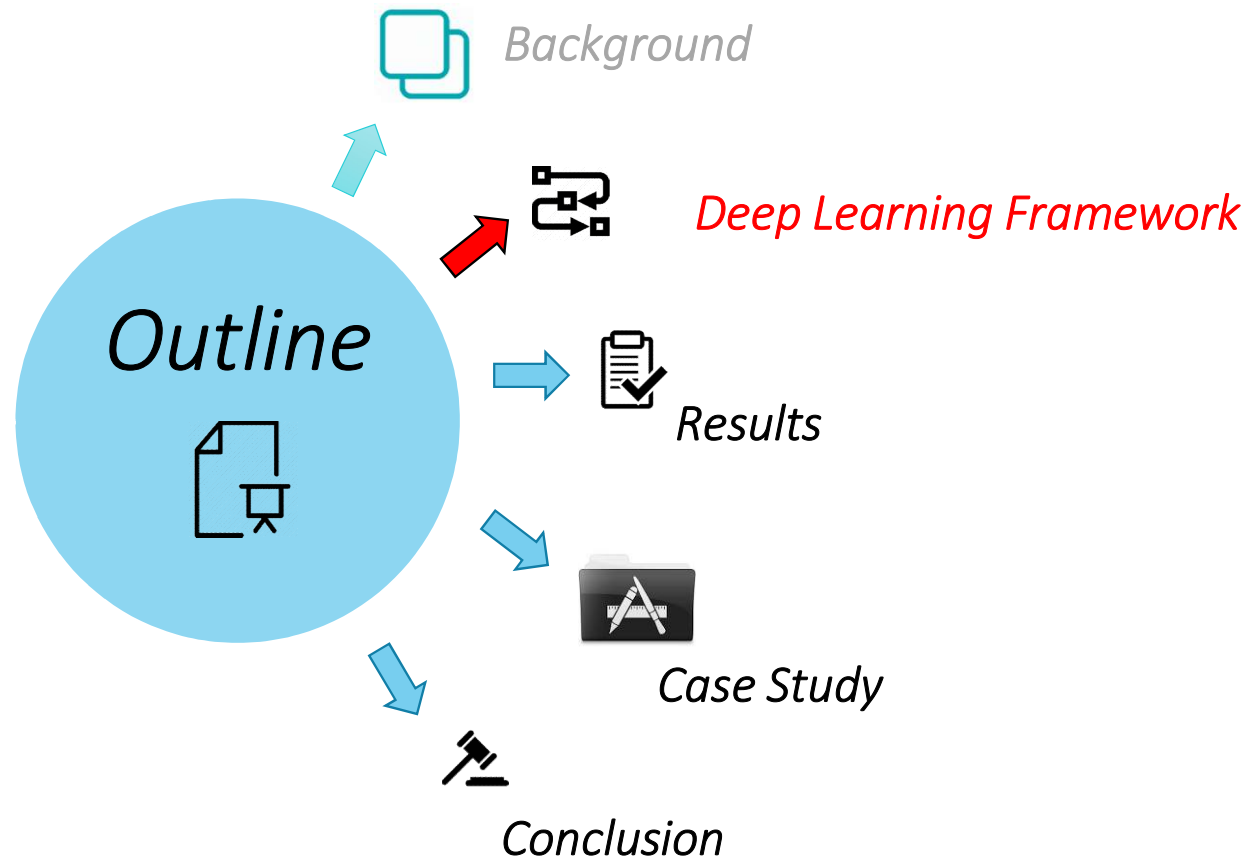 Background
Deep Learning Framework
Outline
Results
Case Study
Conclusion